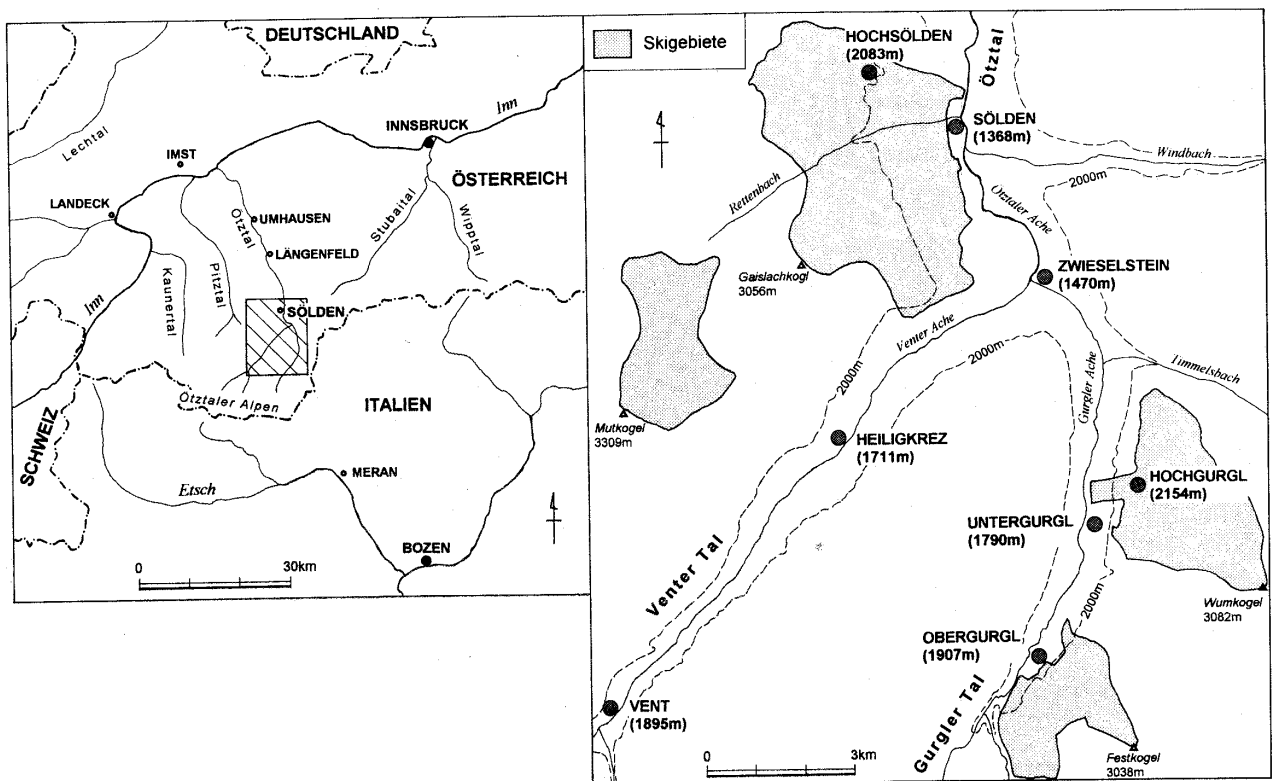 DEUTSCHLAND
Lechtal
Inn
INNSBRUCK
IMST
ÖSTERREICH
LANDECK
Ötztal
UMHAUSEN
Stubaital
Wipptal
LÄNGENFELD
Pitztal
Kaunertal
Inn
SÖLDEN
Ötztaler Alpen
ITALIEN
SCHWEIZ
MERAN
Etsch
BOZEN
0 30km
Skigebiete
HOCHSÖLDEN
(2083m)
Ötztal
SÖLDEN
(1368m)
Windbach
2000m
Rettenbach
Ötztaler Ache
Gaislachkogl
3056m
ZWIESELSTEIN
(1470m)
Venter Ache
2000m
2000m
Gurgler Ache
Timmelsbach
Mutkogel
3309m
HEILIGKREZ
(1711m)
HOCHGURGL
(2154m)
UNTERGURGL
(1790m)
Venter Tal
2000m
Wumkogel
3082m
OBERGURGL
(1907m)
VENT
(1895m)
Gurgler Tal
Festkogel
3038m
0 3km